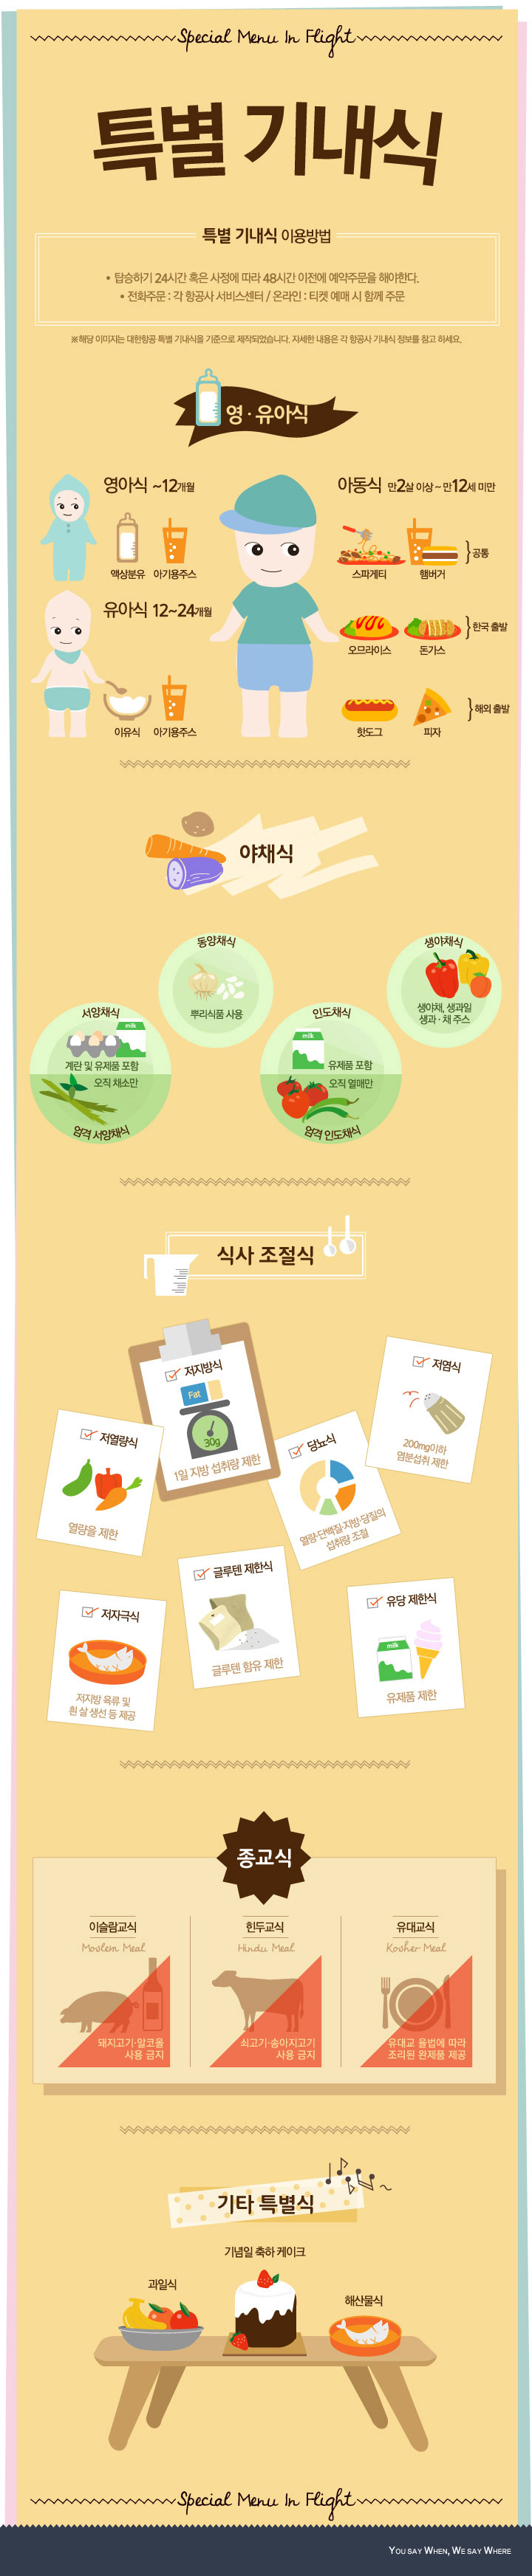 Special Menu In Flight
특별 기내식
특별 기내식 이용방법
• 탑승하기 24시간 혹은 사정에 따라 48시간 이전에 예약주문을 해야한다.
• 전화주문 : 각 항공사 서비스센터 / 온라인 : 티켓 예매 시 함께 주문
※해당 이미지는 대한항공 특별 기내식을 기준으로 제작되었습니다. 자세한 내용은 각 항공사 기내식 정보를 참고 하세요.
영 · 유아식
영아식 ~12개월
액상분유 아기용주스
유아식 12~24개월
이유식 아기용주스
아동식 만2살 이상 ~ 만12세 미만
스파게티 햄버거 공통
오므라이스 돈가스 한국 출발
핫도그 피자 해외 출발
야채식
동양채식
뿌리식품 사용
생야채식
생야채, 생과일
생과 · 채 주스
서양채식
milk
계란 및 유제품 포함
오직 채소만
엄격 서양채식
인도채식
milk
유제품 포함
오직 열매만
엄격 인도채식
식사 조절식
저지방식
Fat
30g
1일 지방 섭취량 제한
저염식
200mg이하
염분섭취 제한
저열량식
열량을 제한
당뇨식
열량·단백질·지방·당질의
섭취량 조절
글루텐 제한식
글루텐 함유 제한
저자극식
저지방 육류 및
흰 살 생선 등 제공
유당 제한식
milk
유제품 제한
종교식
이슬람교식
Moslem Meal
돼지고기·알코올
사용 금지
힌두교식
Hindu Meal
쇠고기·송아지고기
사용 금지
유대교식
Kosher Meal
유대교 율법에 따라
조리된 완제품 제공
기타 특별식
기념일 축하 케이크
과일식
해산물식
Special Menu In Flight
YOU SAY WHEN, WE SAY WHERE